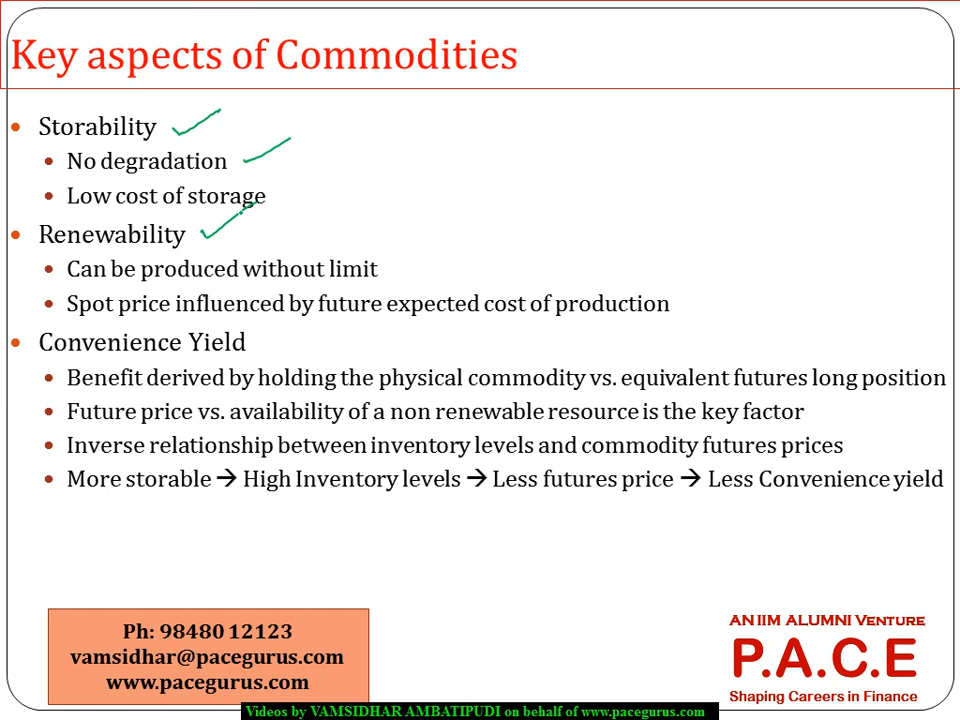 Key aspects of Commodities
Storability
No degradation
Low cost of storage
Renewability
Can be produced without limit
Spot price influenced by future expected cost of production
Convenience Yield
Benefit derived by holding the physical commodity vs. equivalent futures long position
Future price vs. availability of a non renewable resource is the key factor
Inverse relationship between inventory levels and commodity futures prices
More storable → High Inventory levels → Less futures price → Less Convenience yield
Ph: 98480 12123
vamsidhar@pacegurus.com
www.pacegurus.com
AN IIM ALUMNI VENTURE
P.A.C.E
Shaping Careers in Finance
Videos by VAMSIDHAR AMBATIPUDI on behalf of www.pacegurus.com